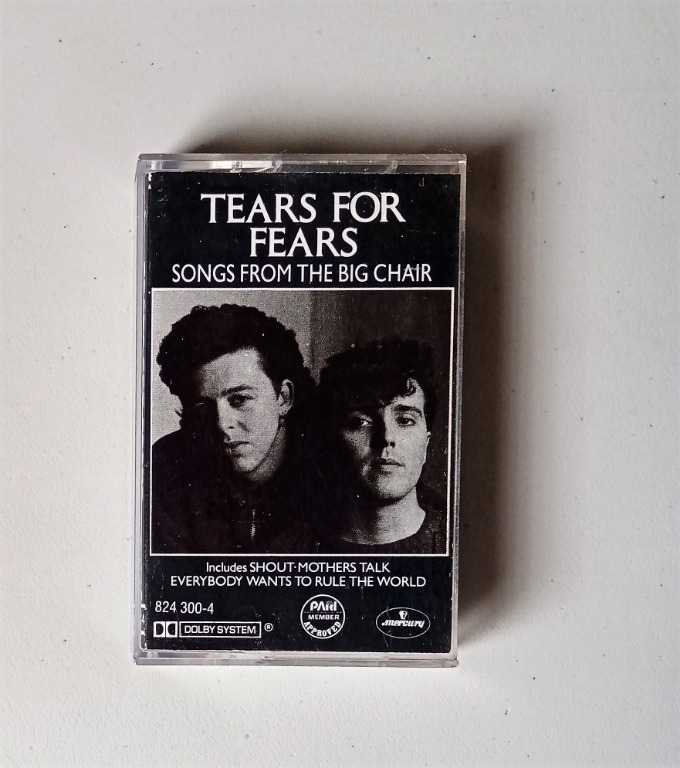 TEARS FOR
FEARS
SONGS FROM THE BIG CHAIR
Includes SHOUT·MOTHERS TALK
EVERYBODY WANTS TO RULE THE WORLD
824 300-4
DOLBY SYSTEM ®
PARI
MEMBER
APPROVED
mercury